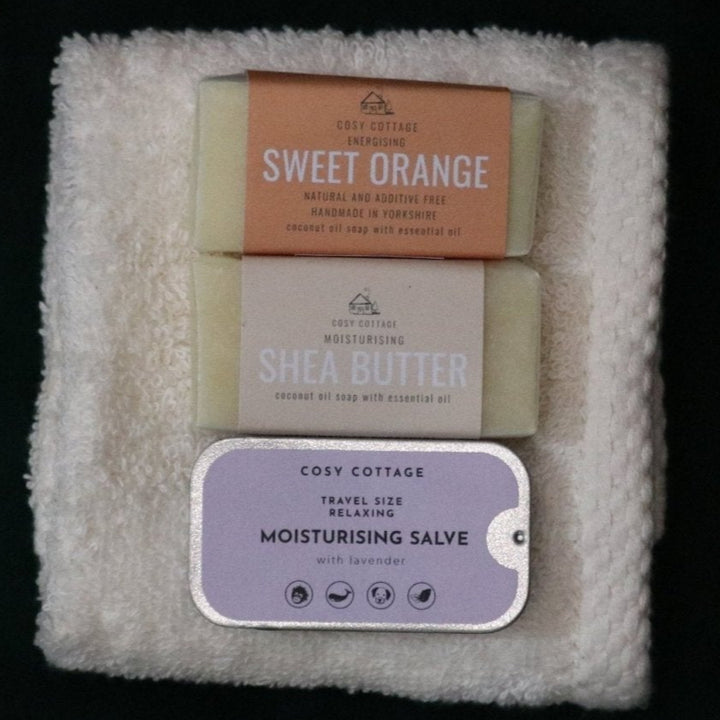 COSY COTTAGE
ENERGISING
SWEET ORANGE
NATURAL AND ADDITIVE FREE
HANDMADE IN YORKSHIRE
coconut oil soap with essential oil
COSY COTTAGE
MOISTURISING
SHEA BUTTER
coconut oil soap with essential oil
COSY COTTAGE
TRAVEL SIZE
RELAXING
MOISTURISING SALVE
with lavender